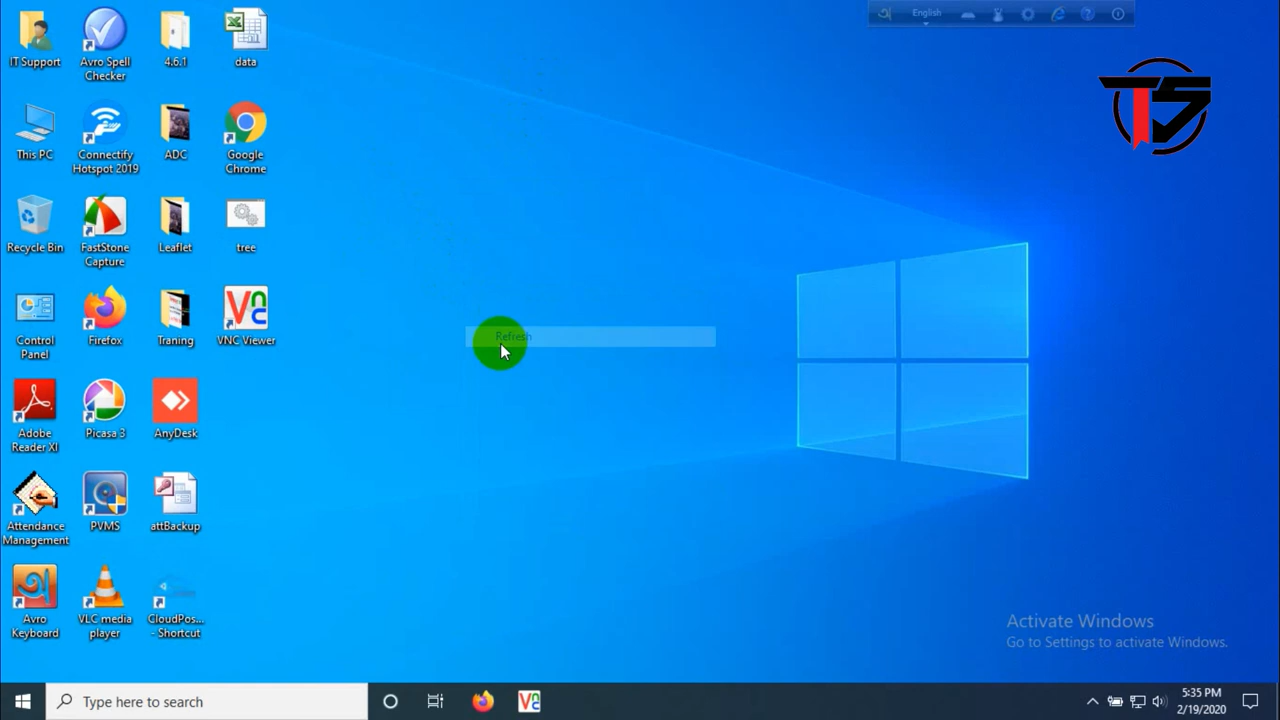 English
IT Support
Avro Spell
Checker
4.6.1
data
This PC
Connectify
Hotspot 2019
ADC
Google
Chrome
Recycle Bin
FastStone
Capture
Leaflet
tree
Control
Panel
Firefox
Traning
VNC Viewer
Refresh
Adobe
Reader XI
Picasa 3
AnyDesk
Attendance
Management
PVMS
attBackup
Avro
Keyboard
VLC media
player
CloudPos...
- Shortcut
Activate Windows
Go to Settings to activate Windows.
Type here to search
5:35 PM
2/19/2020